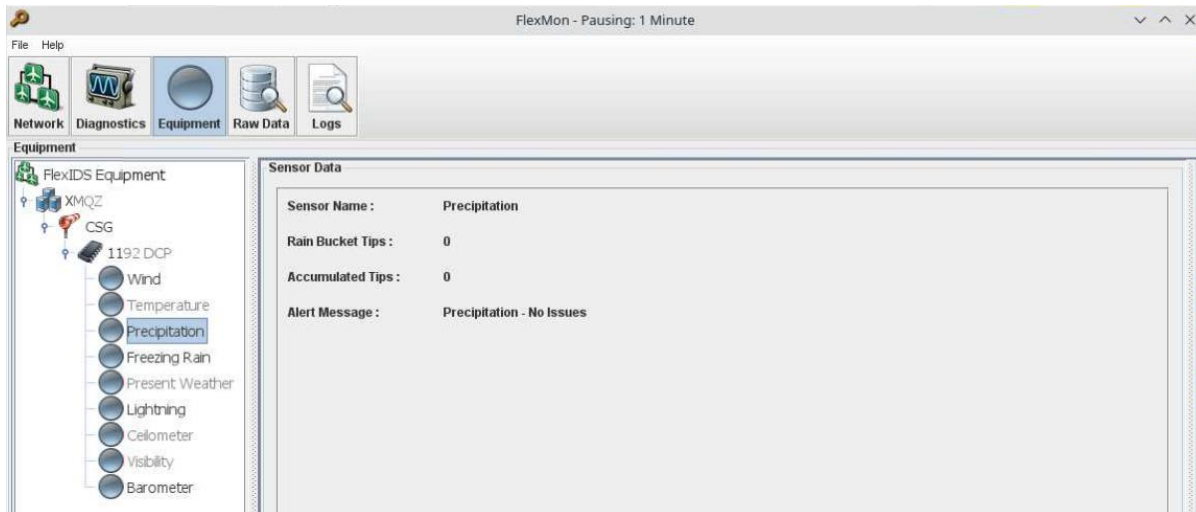 FlexMon - Pausing: 1 Minute
File Help
Network Diagnostics Equipment Raw Data Logs
Equipment
FlexIDS Equipment
XMQZ
CSG
1192 DCP
Wind
Temperature
Precipitation
Freezing Rain
Present Weather
Lightning
Ceilometer
Visibility
Barometer
Sensor Data
Sensor Name : Precipitation
Rain Bucket Tips : 0
Accumulated Tips : 0
Alert Message : Precipitation - No Issues